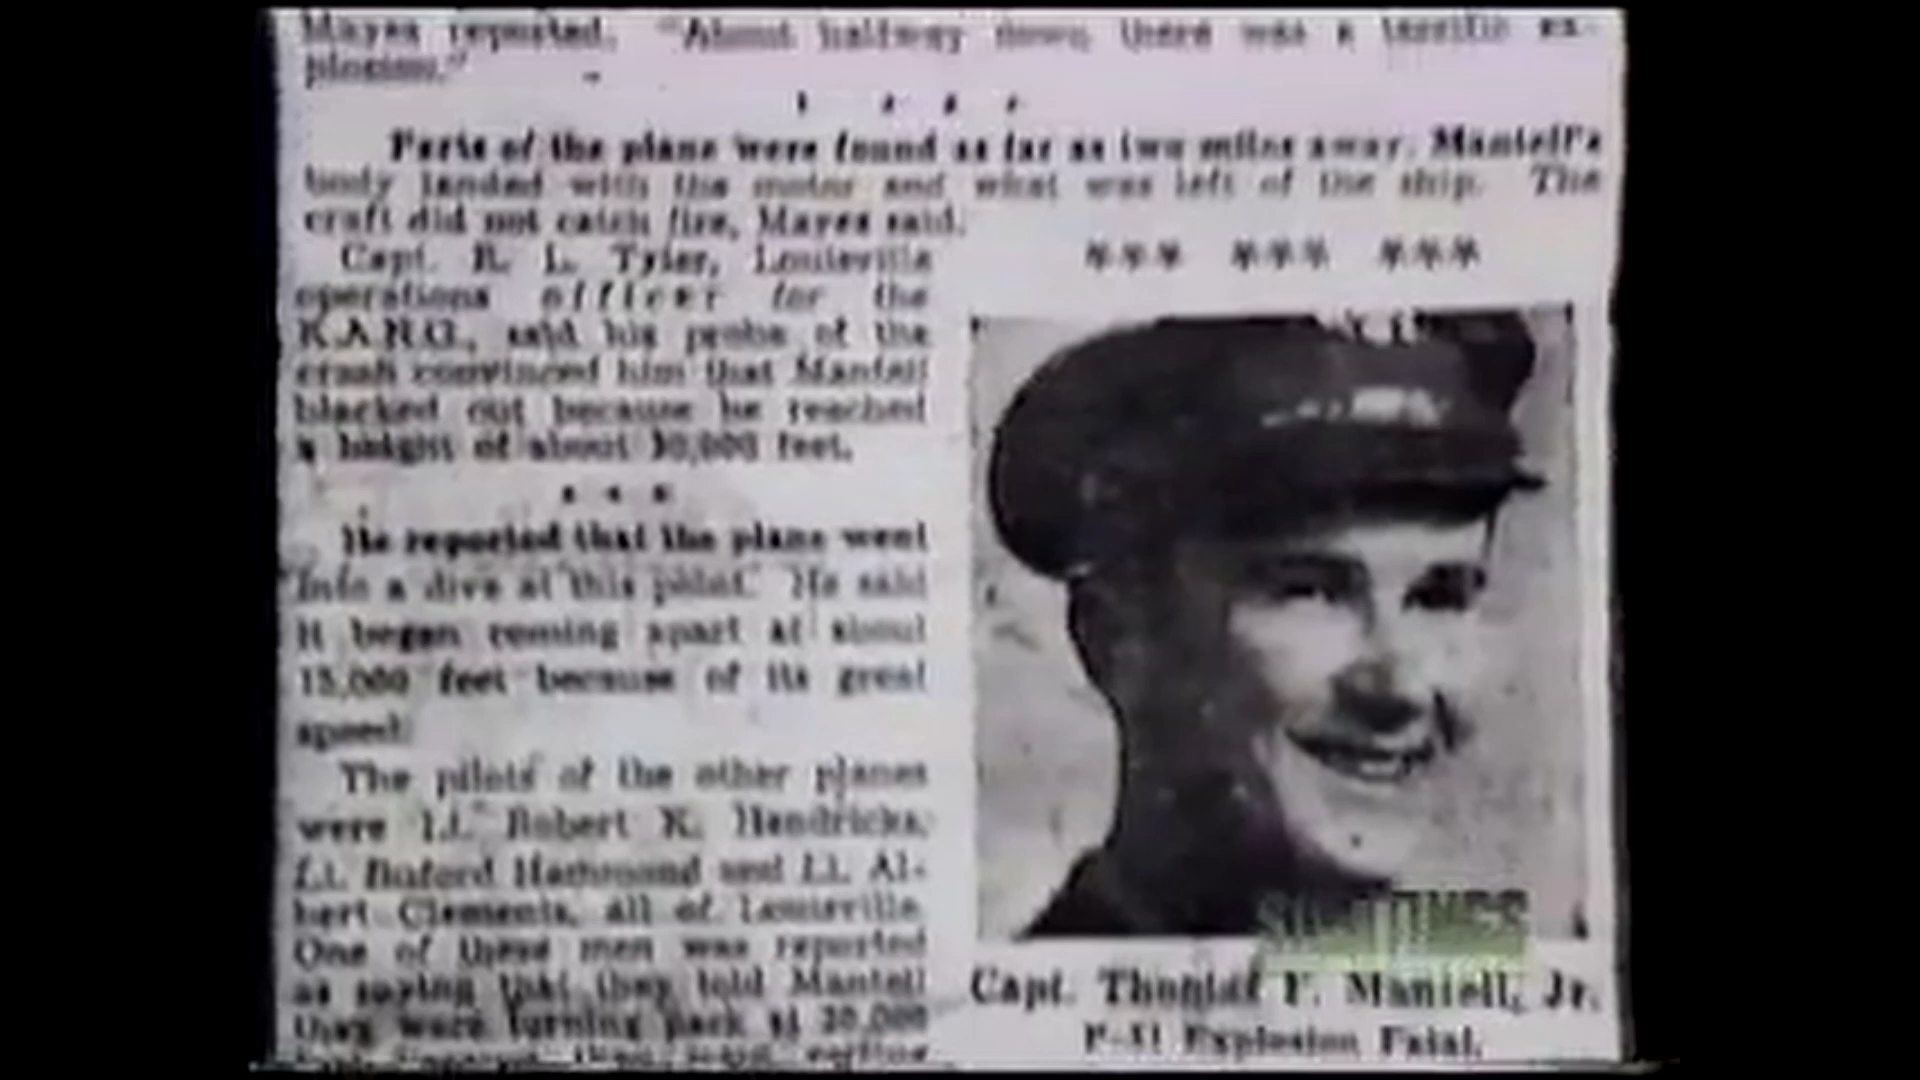 Mayes reported. "About halfway down there was a terrific ex-
plosion."
Parts of the plane were found as far as two miles away. Mantell's
body landed with the motor and what was left of the ship. The
craft did not catch fire, Mayes said.
*** *** ***
Capt. R. L. Tyler, Louisville
operations officer for the
K.A.N.G., said his probe of the
crash convinced him that Mantell
blacked out because he reached
a height of about 30,000 feet.
* * *
He reported that the plane went
into a dive at this point. He said
it began coming apart at about
15,000 feet because of its great
speed.
The pilots of the other planes
were Lt. Robert K. Hendricks,
Lt. Buford Hammond and Lt. Al-
bert Clements, all of Louisville.
One of these men was reported
as saying that they told Mantell
they were turning back at 20,000
Capt. Thomas F. Mantell, Jr.
P-51 Explosion Fatal.